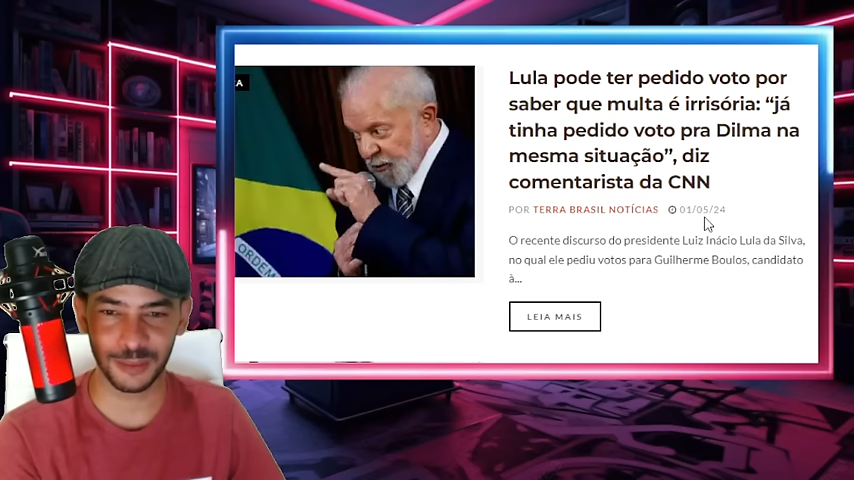 A
ORDEM
Lula pode ter pedido voto por
saber que multa é irrisória: “já
tinha pedido voto pra Dilma na
mesma situação”, diz
comentarista da CNN
POR TERRA BRASIL NOTÍCIAS 01/05/24
O recente discurso do presidente Luiz Inácio Lula da Silva,
no qual ele pediu votos para Guilherme Boulos, candidato
à...
LEIA MAIS